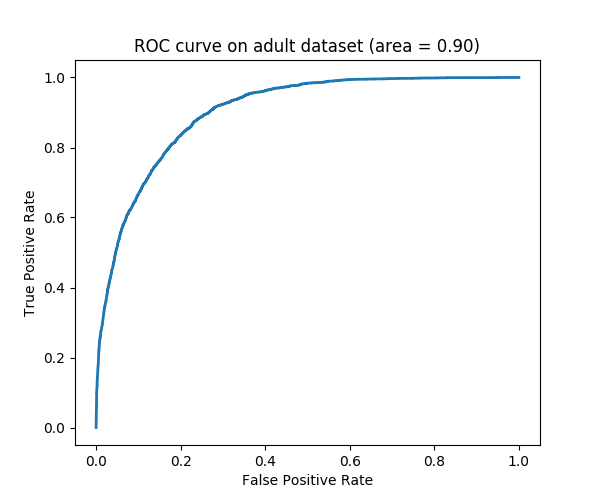 ROC curve on adult dataset (area = 0.90)
1.0
0.8
0.6
0.4
0.2
0.0
True Positive Rate
0.0 0.2 0.4 0.6 0.8 1.0
False Positive Rate